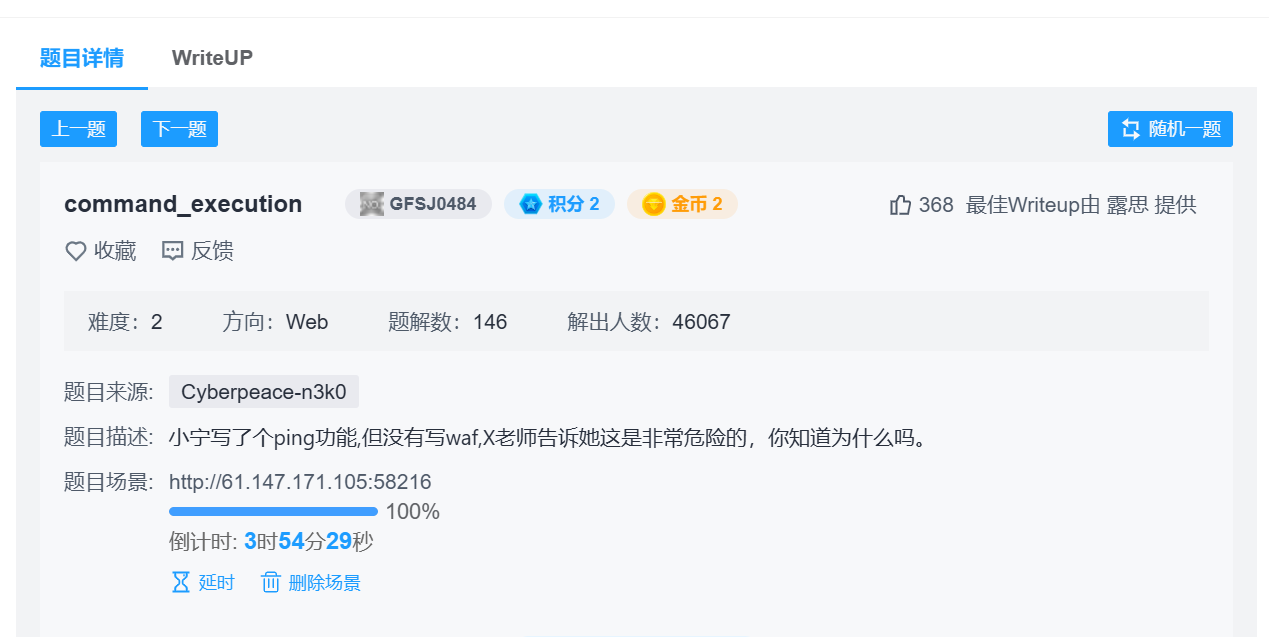 题目详情 WriteUP
上一题 下一题 随机一题
command_execution GFSJ0484 积分 2 金币 2 368 最佳Writeup由 露思 提供
收藏 反馈
难度：2 方向：Web 题解数：146 解出人数：46067
题目来源: Cyberpeace-n3k0
题目描述: 小宁写了个ping功能,但没有写waf,X老师告诉她这是非常危险的，你知道为什么吗。
题目场景: http://61.147.171.105:58216
100%
倒计时: 3时54分29秒
延时 删除场景